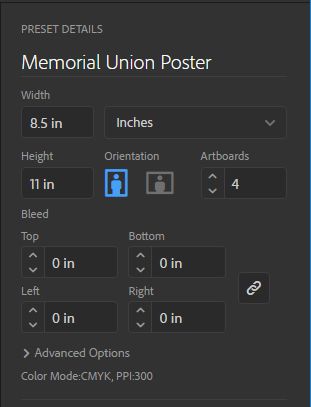 PRESET DETAILS
Memorial Union Poster
Width
8.5 in Inches
Height Orientation Artboards
11 in 4
Bleed
Top Bottom
0 in 0 in
Left Right
0 in 0 in
Advanced Options
Color Mode:CMYK, PPI:300